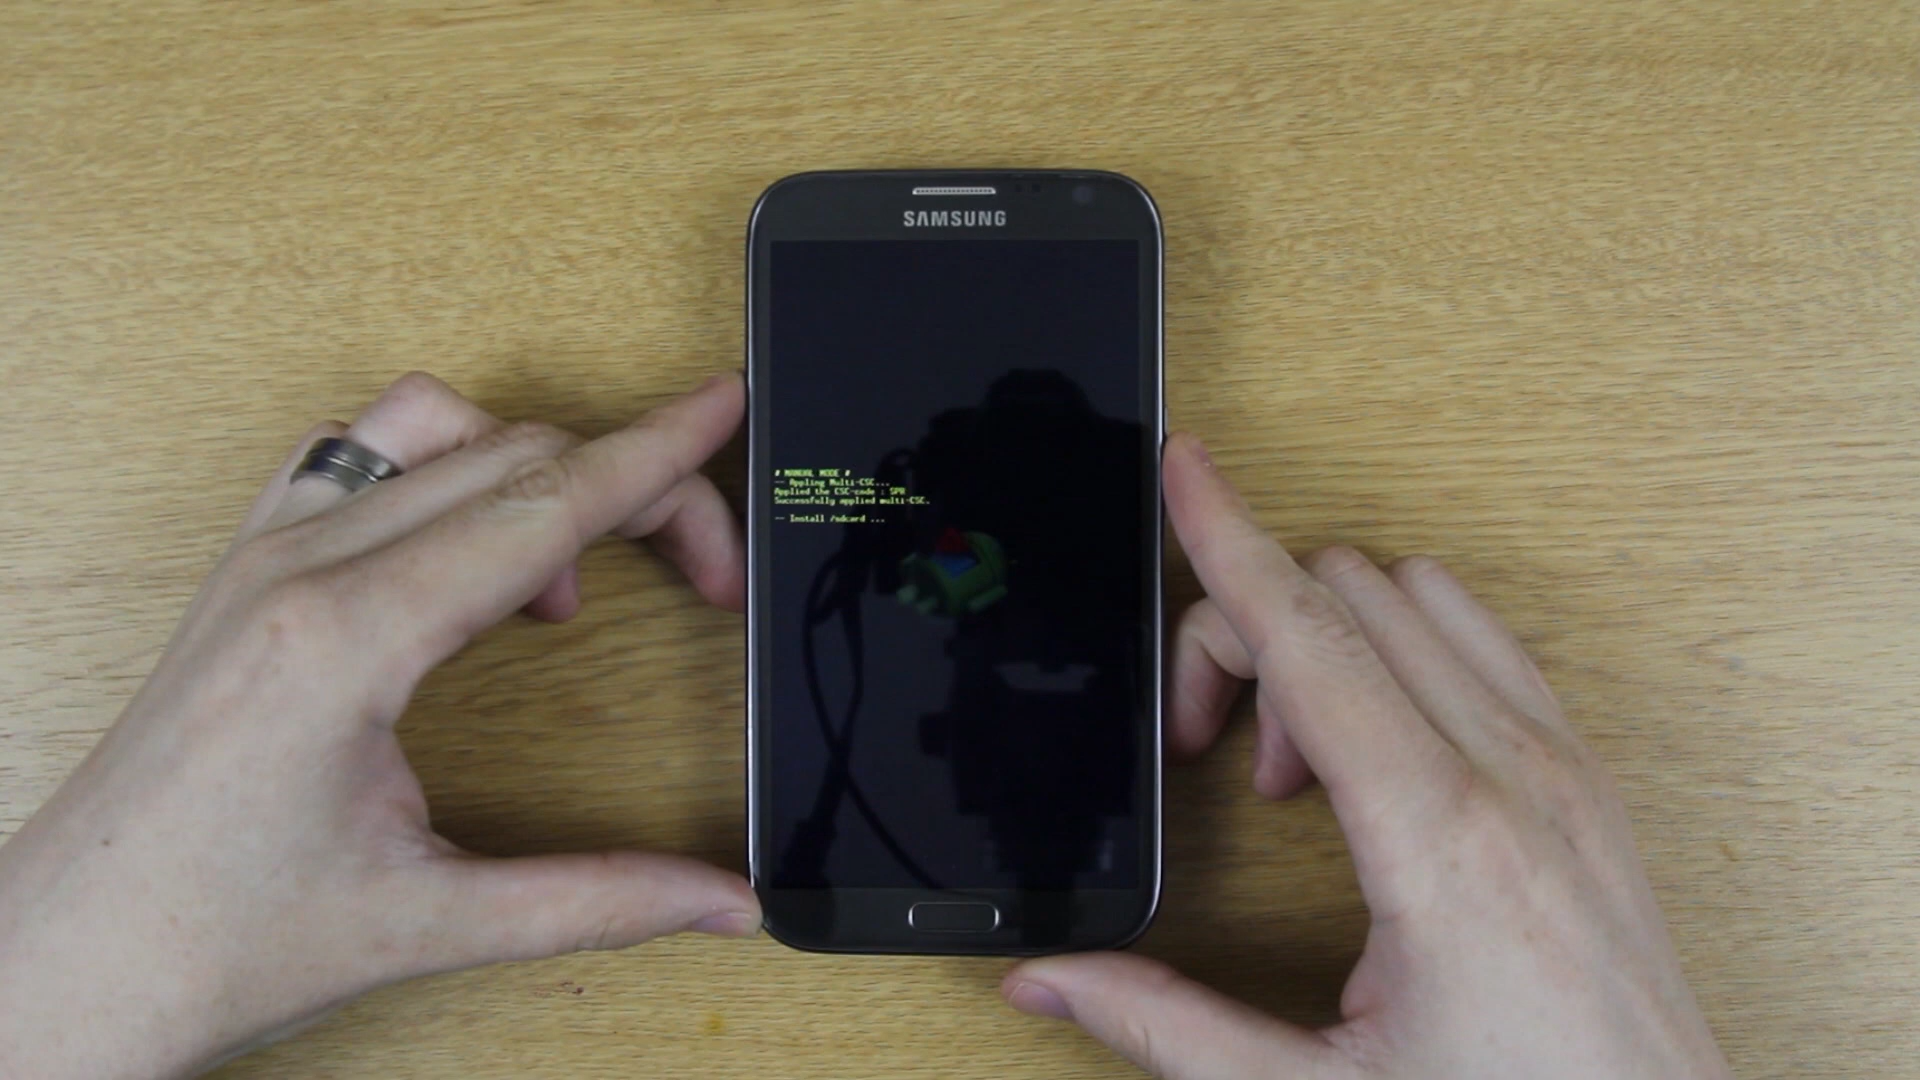 SAMSUNG
# MANUAL MODE #
-- Appling Multi-CSC...
Applied the CSC-code : SPR
Successfully applied multi-CSC.
-- Install /sdcard ...